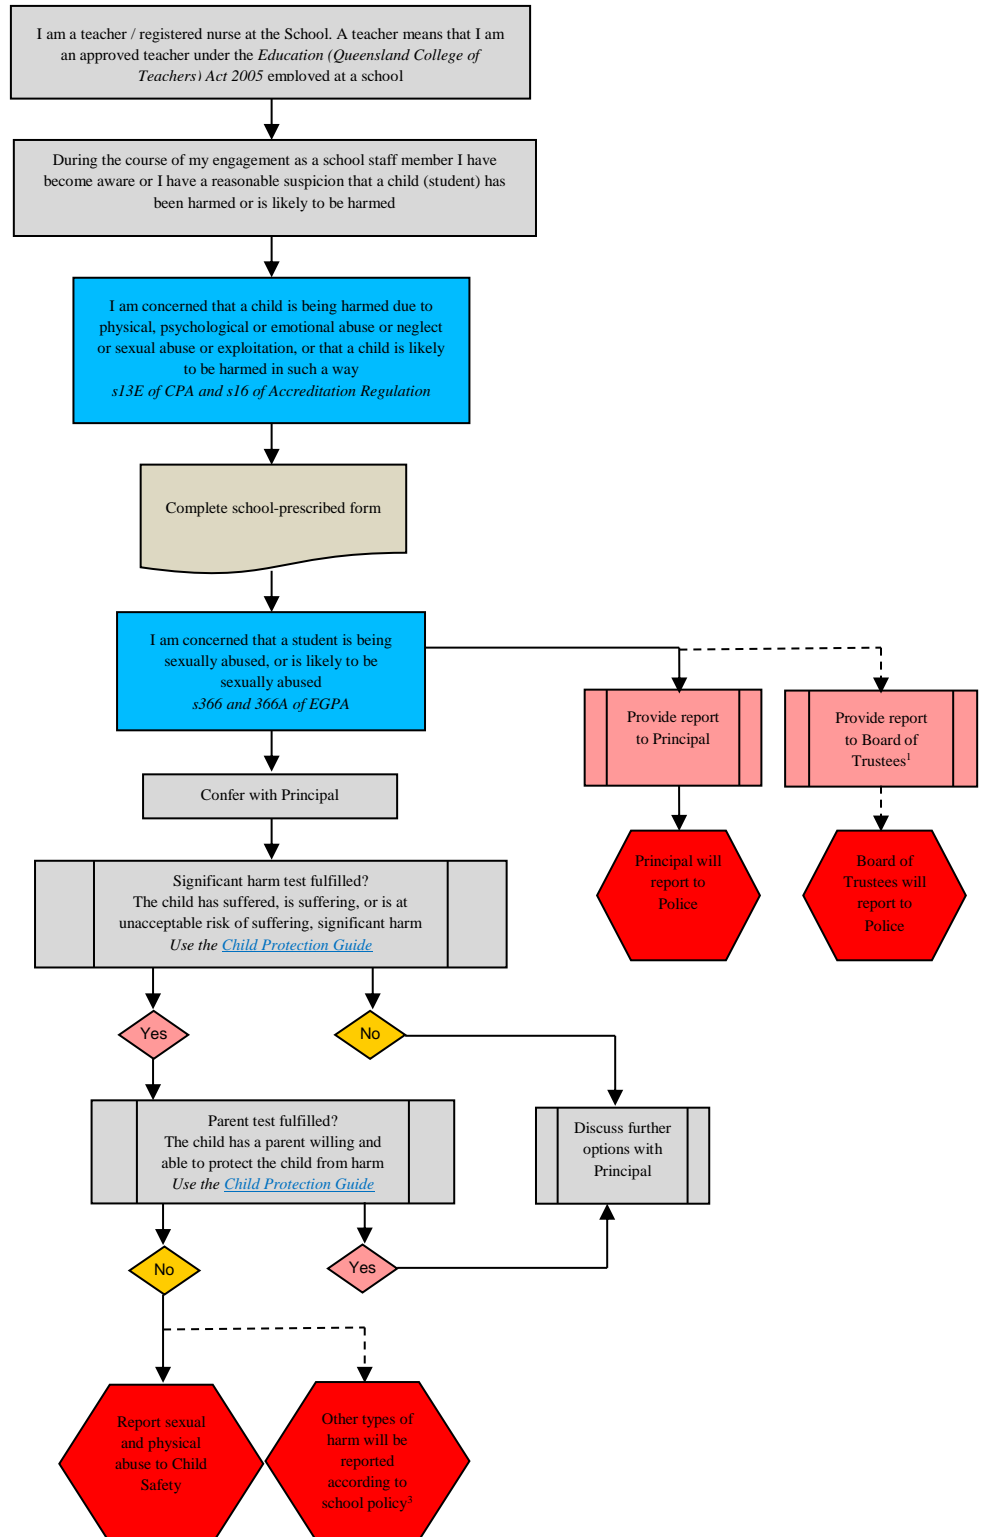 I am a teacher / registered nurse at the School. A teacher means that I am
an approved teacher under the Education (Queensland College of
Teachers) Act 2005 employed at a school
During the course of my engagement as a school staff member I have
become aware or I have a reasonable suspicion that a child (student) has
been harmed or is likely to be harmed
I am concerned that a child is being harmed due to
physical, psychological or emotional abuse or neglect
or sexual abuse or exploitation, or that a child is likely
to be harmed in such a way
s13E of CPA and s16 of Accreditation Regulation
Complete school-prescribed form
I am concerned that a student is being
sexually abused, or is likely to be
sexually abused
s366 and 366A of EGPA
Provide report
to Principal
Provide report
to Board of
Trustees¹
Confer with Principal
Principal will
report to
Police
Board of
Trustees will
report to
Police
Significant harm test fulfilled?
The child has suffered, is suffering, or is at
unacceptable risk of suffering, significant harm
Use the Child Protection Guide
Yes
No
Parent test fulfilled?
The child has a parent willing and
able to protect the child from harm
Use the Child Protection Guide
Discuss further
options with
Principal
No
Yes
Report sexual
and physical
abuse to Child
Safety
Other types of
harm will be
reported
according to
school policy³